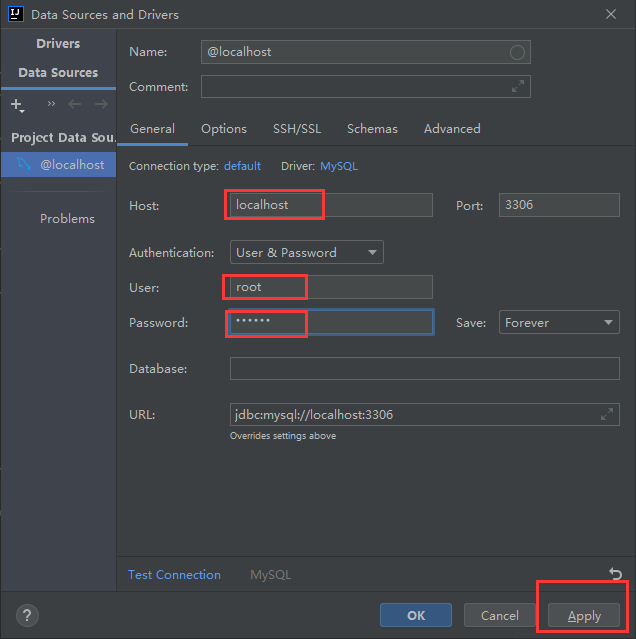 IJ Data Sources and Drivers
Drivers
Data Sources
Project Data Sou.
@localhost
Problems
Name: @localhost
Comment:
General Options SSH/SSL Schemas Advanced
Connection type: default Driver: MySQL
Host: localhost Port: 3306
Authentication: User & Password
User: root
Password: •••••• Save: Forever
Database:
URL: jdbc:mysql://localhost:3306
Overrides settings above
Test Connection MySQL
? OK Cancel Apply